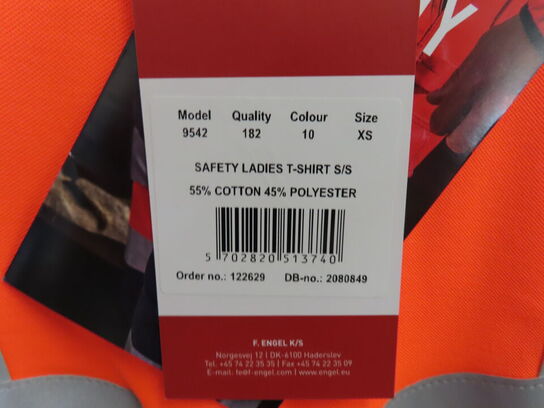 Model Quality Colour Size
9542 182 10 XS
SAFETY LADIES T-SHIRT S/S
55% COTTON 45% POLYESTER
5 702820 513740
Order no.: 122629 DB-no.: 2080849
F. ENGEL K/S
Norgesvej 12 | DK-6100 Haderslev
Tel. +45 74 22 35 35 | Fax +45 74 22 35 09
E-mail: fe@f-engel.com | www.engel.eu